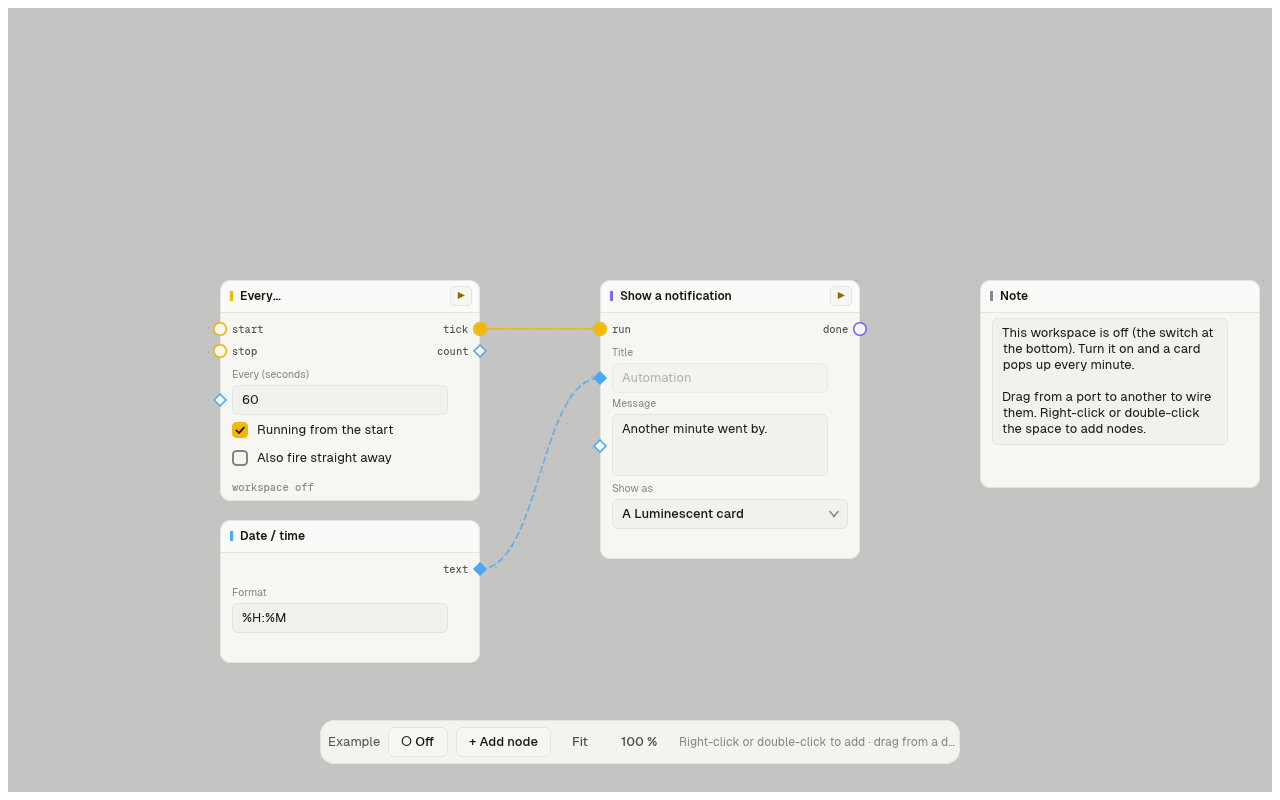 Every...
start
tick
stop
count
Every (seconds)
60
Running from the start
Also fire straight away
workspace off
Date / time
text
Format
%H:%M
Show a notification
run
done
Title
Automation
Message
Another minute went by.
Show as
A Luminescent card
Note
This workspace is off (the switch at
the bottom). Turn it on and a card
pops up every minute.
Drag from a port to another to wire
them. Right-click or double-click
the space to add nodes.
Example
Off
+ Add node
Fit
100 %
Right-click or double-click to add · drag from a d…